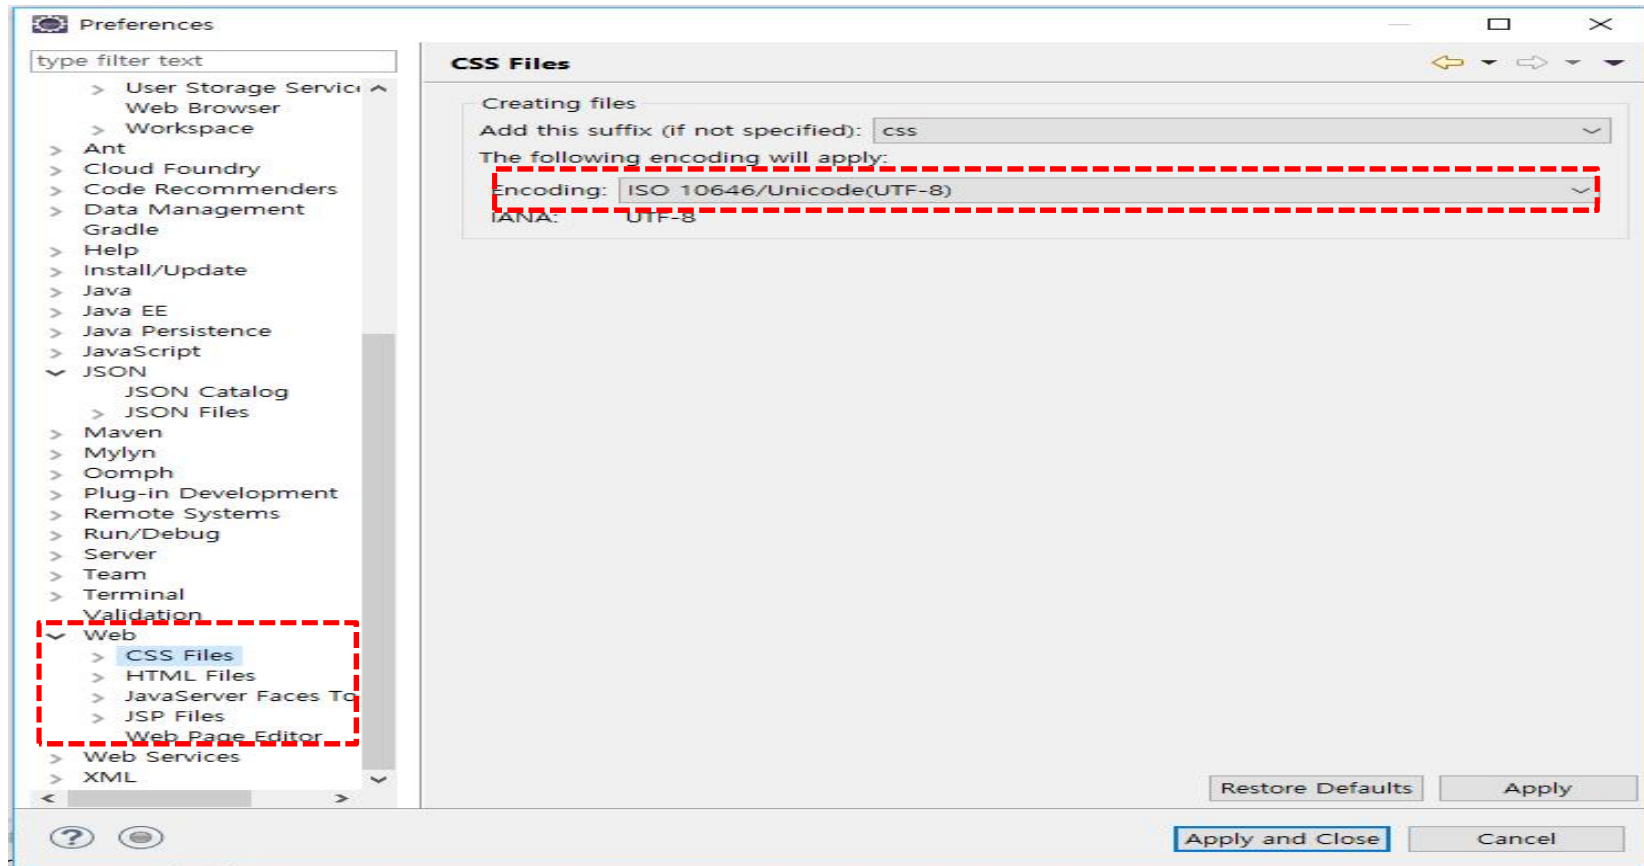 Preferences
type filter text
User Storage Servic
Web Browser
Workspace
Ant
Cloud Foundry
Code Recommenders
Data Management
Gradle
Help
Install/Update
Java
Java EE
Java Persistence
JavaScript
JSON
JSON Catalog
JSON Files
Maven
Mylyn
Oomph
Plug-in Development
Remote Systems
Run/Debug
Server
Team
Terminal
Validation
Web
CSS Files
HTML Files
JavaServer Faces To
JSP Files
Web Page Editor
Web Services
XML
CSS Files
Creating files
Add this suffix (if not specified): css
The following encoding will apply:
Encoding: ISO 10646/Unicode(UTF-8)
IANA: UTF-8
Restore Defaults Apply
Apply and Close Cancel